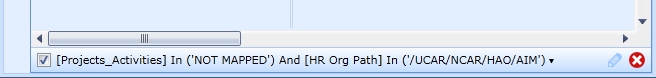 [Projects_Activities] In ('NOT MAPPED') And [HR Org Path] In ('/UCAR/NCAR/HAO/AIM')